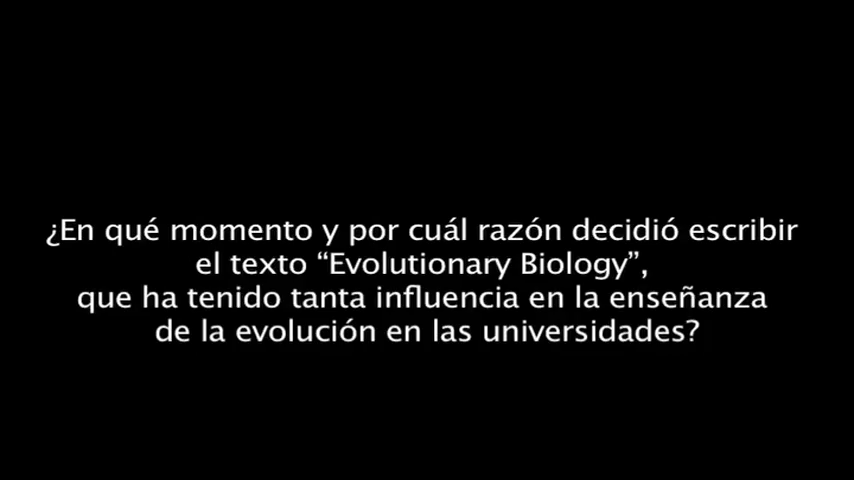 ¿En qué momento y por cuál razón decidió escribir
el texto “Evolutionary Biology”,
que ha tenido tanta influencia en la enseñanza
de la evolución en las universidades?